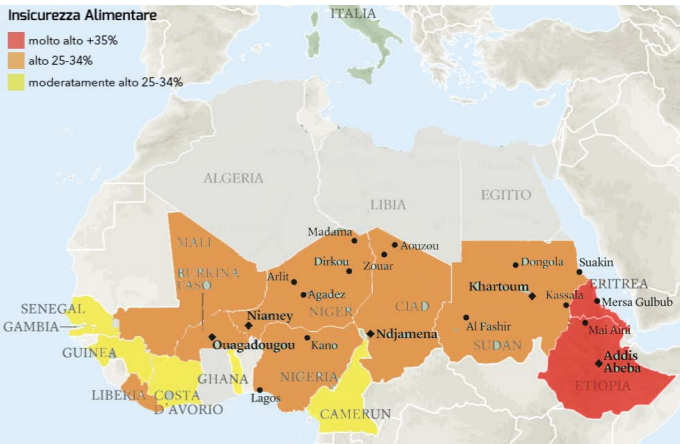 Insicurezza Alimentare
molto alto +35%
alto 25-34%
moderatamente alto 25-34%
ITALIA
ALGERIA
LIBIA
EGITTO
MALI
BURKINA
FASO
Madama
Aouzou
Dirkou
Zouar
Arlit
Agadez
NIGER
CIAD
Dongola
Suakin
Khartoum
ERITREA
Kassala
Mersa Gulbub
SENEGAL
GAMBIA
Niamey
Al Fashir
Mai Aini
GUINEA
Ouagadougou
Kano
Ndjamena
SUDAN
Addis
Abeba
GHANA
NIGERIA
ETIOPIA
LIBERIA
COSTA
D'AVORIO
Lagos
CAMERUN